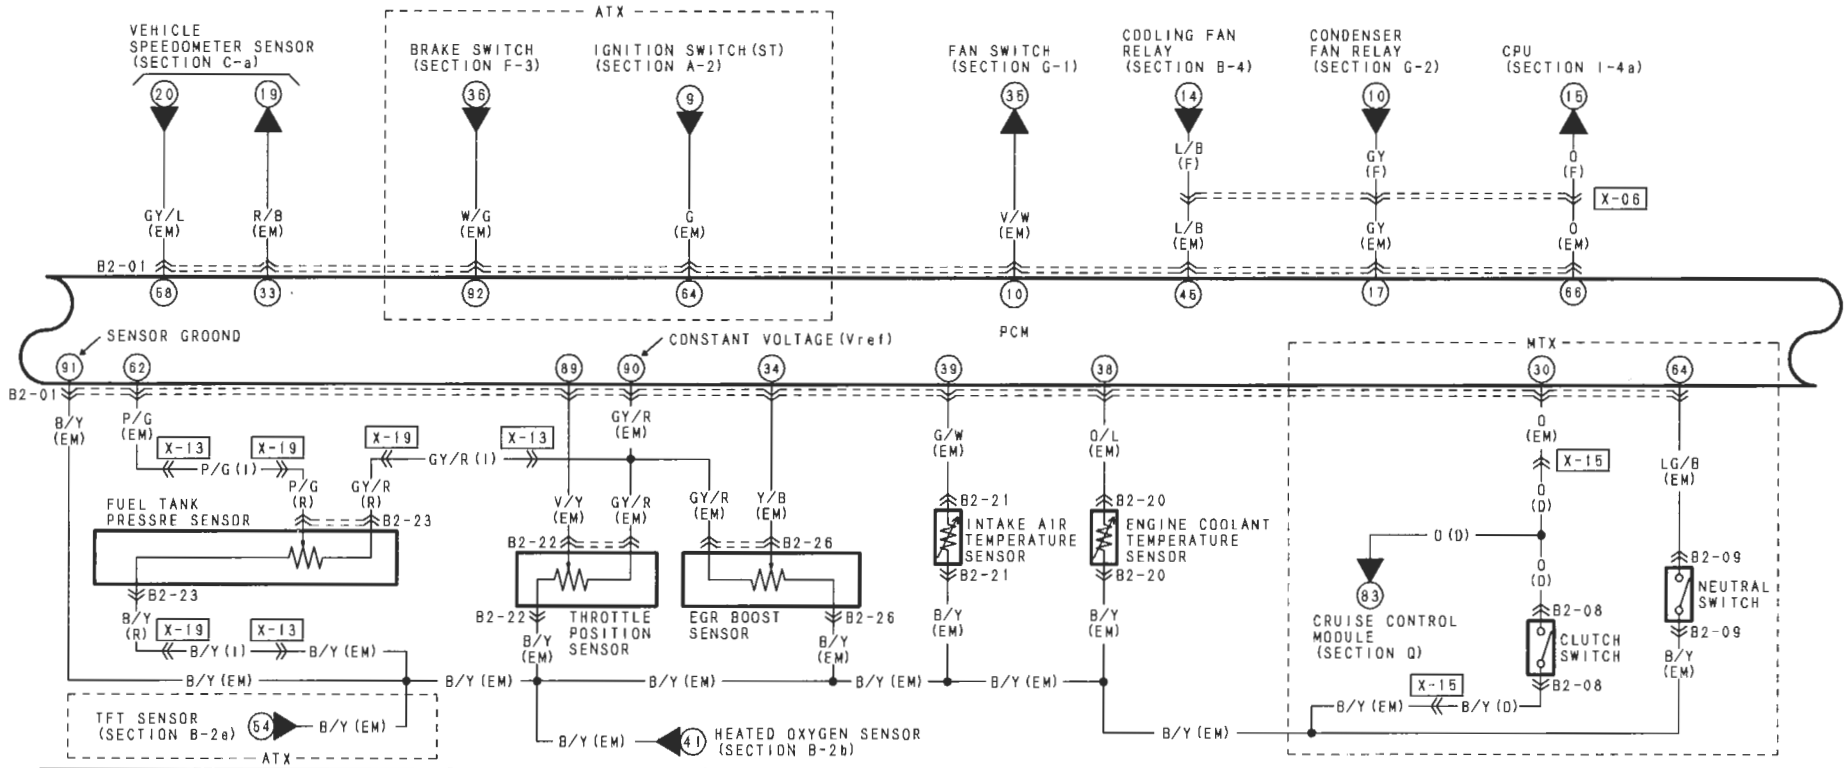 ATX
VEHICLE
SPEEDOMETER SENSOR
(SECTION C-a)
BRAKE SWITCH
(SECTION F-3)
IGNITION SWITCH(ST)
(SECTION A-2)
FAN SWITCH
(SECTION G-1)
COOLING FAN
RELAY
(SECTION B-4)
CONDENSER
FAN RELAY
(SECTION G-2)
CPU
(SECTION I-4a)
20 19 36 9 35 14 10 15
L/B
(F)
GY
(F)
O
(F)
X-06
GY/L
(EM)
R/B
(EM)
W/G
(EM)
G
(EM)
V/W
(EM)
L/B
(EM)
GY
(EM)
O
(EM)
B2-01
58 33 92 64 10 45 17 66
PCM
SENSOR GROUND
CONSTANT VOLTAGE(Vref)
MTX
91 62 89 90 34 39 38 30 64
B2-01
B/Y
(EM)
P/G
(EM)
GY/R
(EM)
G/W
(EM)
O/L
(EM)
O
(EM)
X-13
X-19
X-19
X-13
X-15
P/G(I)
GY/R(I)
LG/B
(EM)
P/G
(R)
GY/R
(R)
V/Y
(EM)
GY/R
(EM)
GY/R
(EM)
Y/B
(EM)
O
(D)
FUEL TANK
PRESSRE SENSOR
B2-23
B2-22
B2-26
B2-21
B2-20
INTAKE AIR
TEMPERATURE
SENSOR
ENGINE COOLANT
TEMPERATURE
SENSOR
O(D)
O
(D)
B2-21
B2-20
B2-09
NEUTRAL
SWITCH
B2-09
B2-23
B2-22
THROTTLE
POSITION
SENSOR
EGR BOOST
SENSOR
B2-26
83
CRUISE CONTROL
MODULE
(SECTION Q)
B2-08
CLUTCH
SWITCH
B2-08
B/Y
(R)
X-19
X-13
B/Y(I)
B/Y(EM)
B/Y
(EM)
B/Y
(EM)
B/Y
(EM)
B/Y
(EM)
B/Y
(EM)
B/Y(EM)
B/Y(EM)
B/Y(EM)
B/Y(EM)
B/Y(EM)
X-15
B/Y(EM)
B/Y(D)
TFT SENSOR
(SECTION B-2e)
54
B/Y(EM)
ATX
B/Y(EM)
41
HEATED OXYGEN SENSOR
(SECTION B-2b)
B/Y(EM)